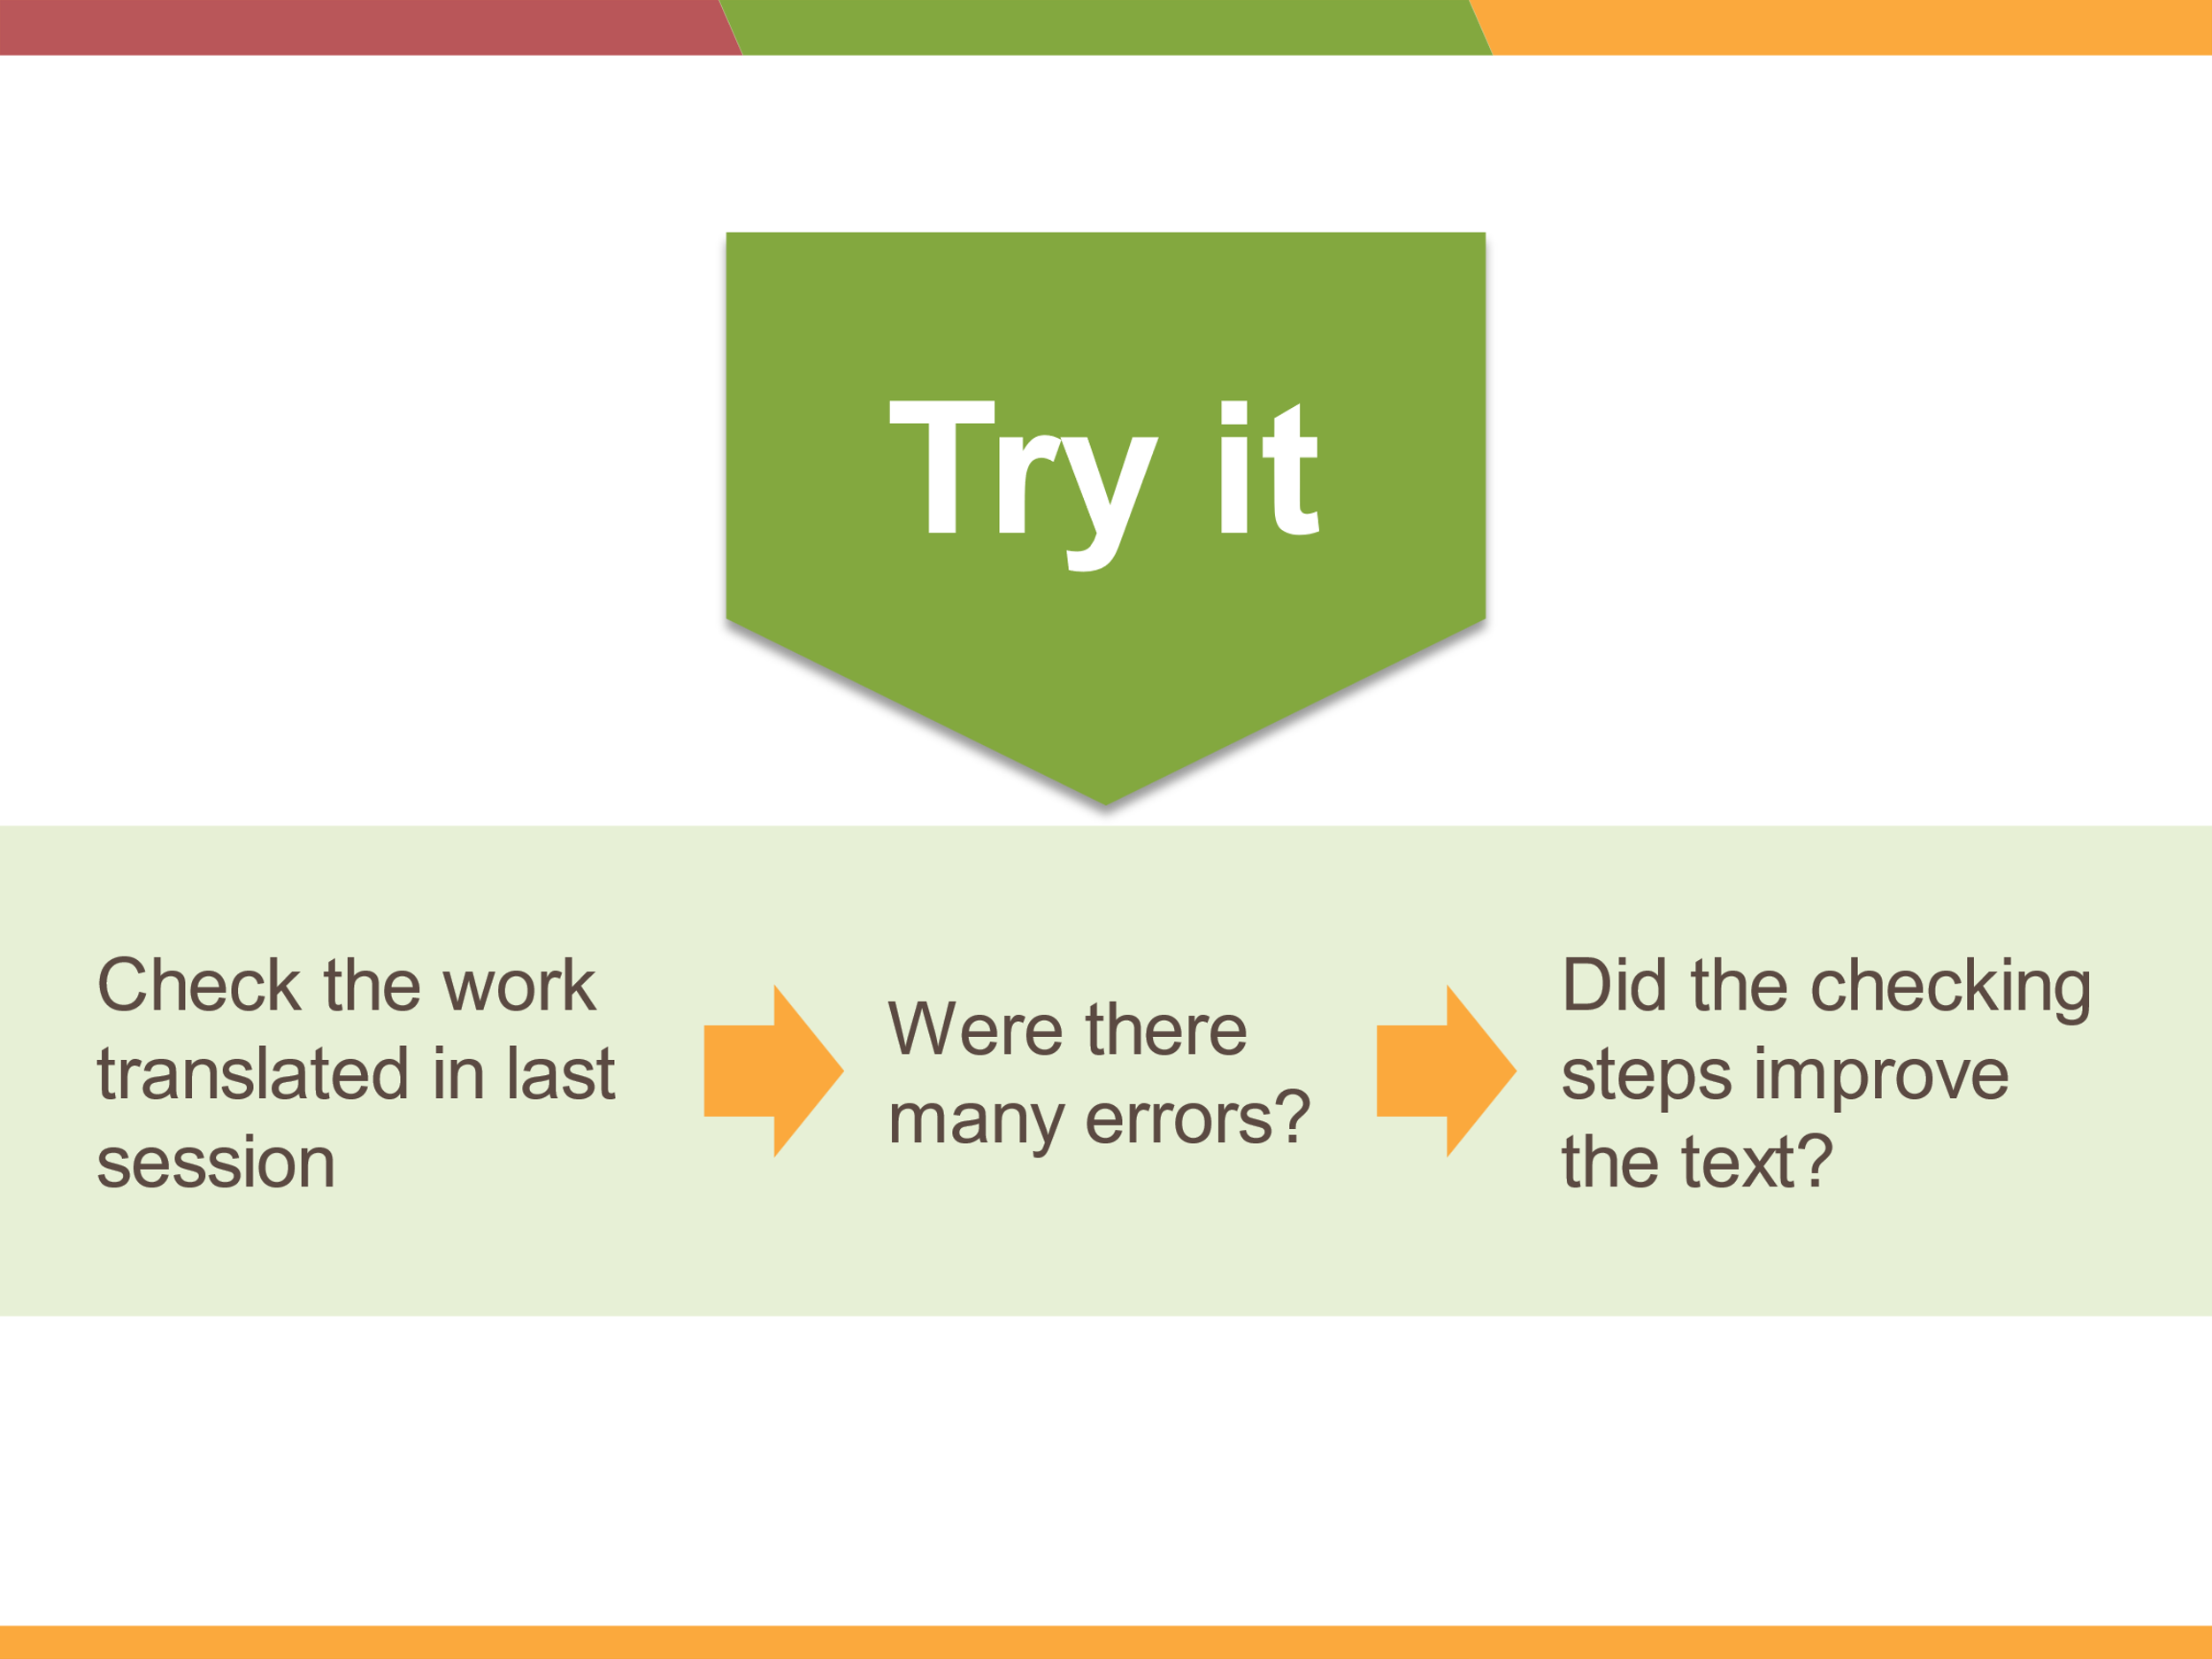 Try it
Check the work
translated in last
session
Were there
many errors?
Did the checking
steps improve
the text?